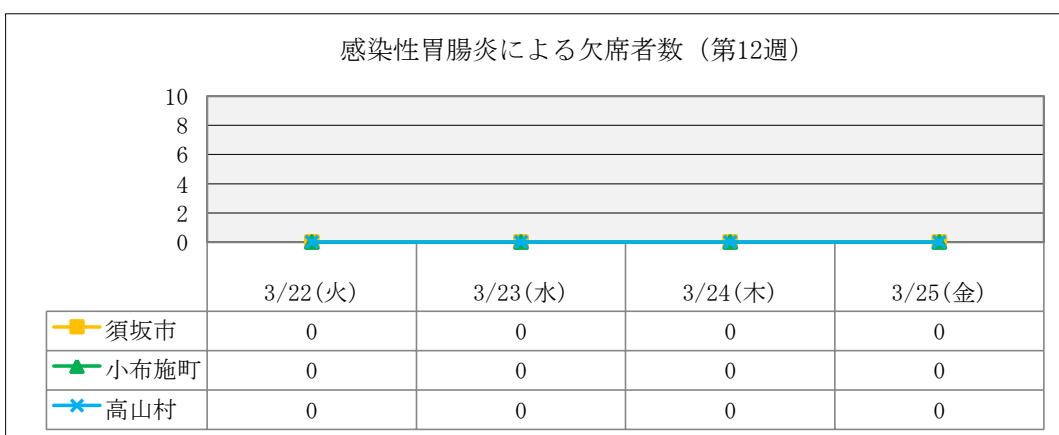 感染性胃腸炎による欠席者数（第12週）
10
8
6
4
2
0
3/22(火) 3/23(水) 3/24(木) 3/25(金)
須坂市 0 0 0 0
小布施町 0 0 0 0
高山村 0 0 0 0